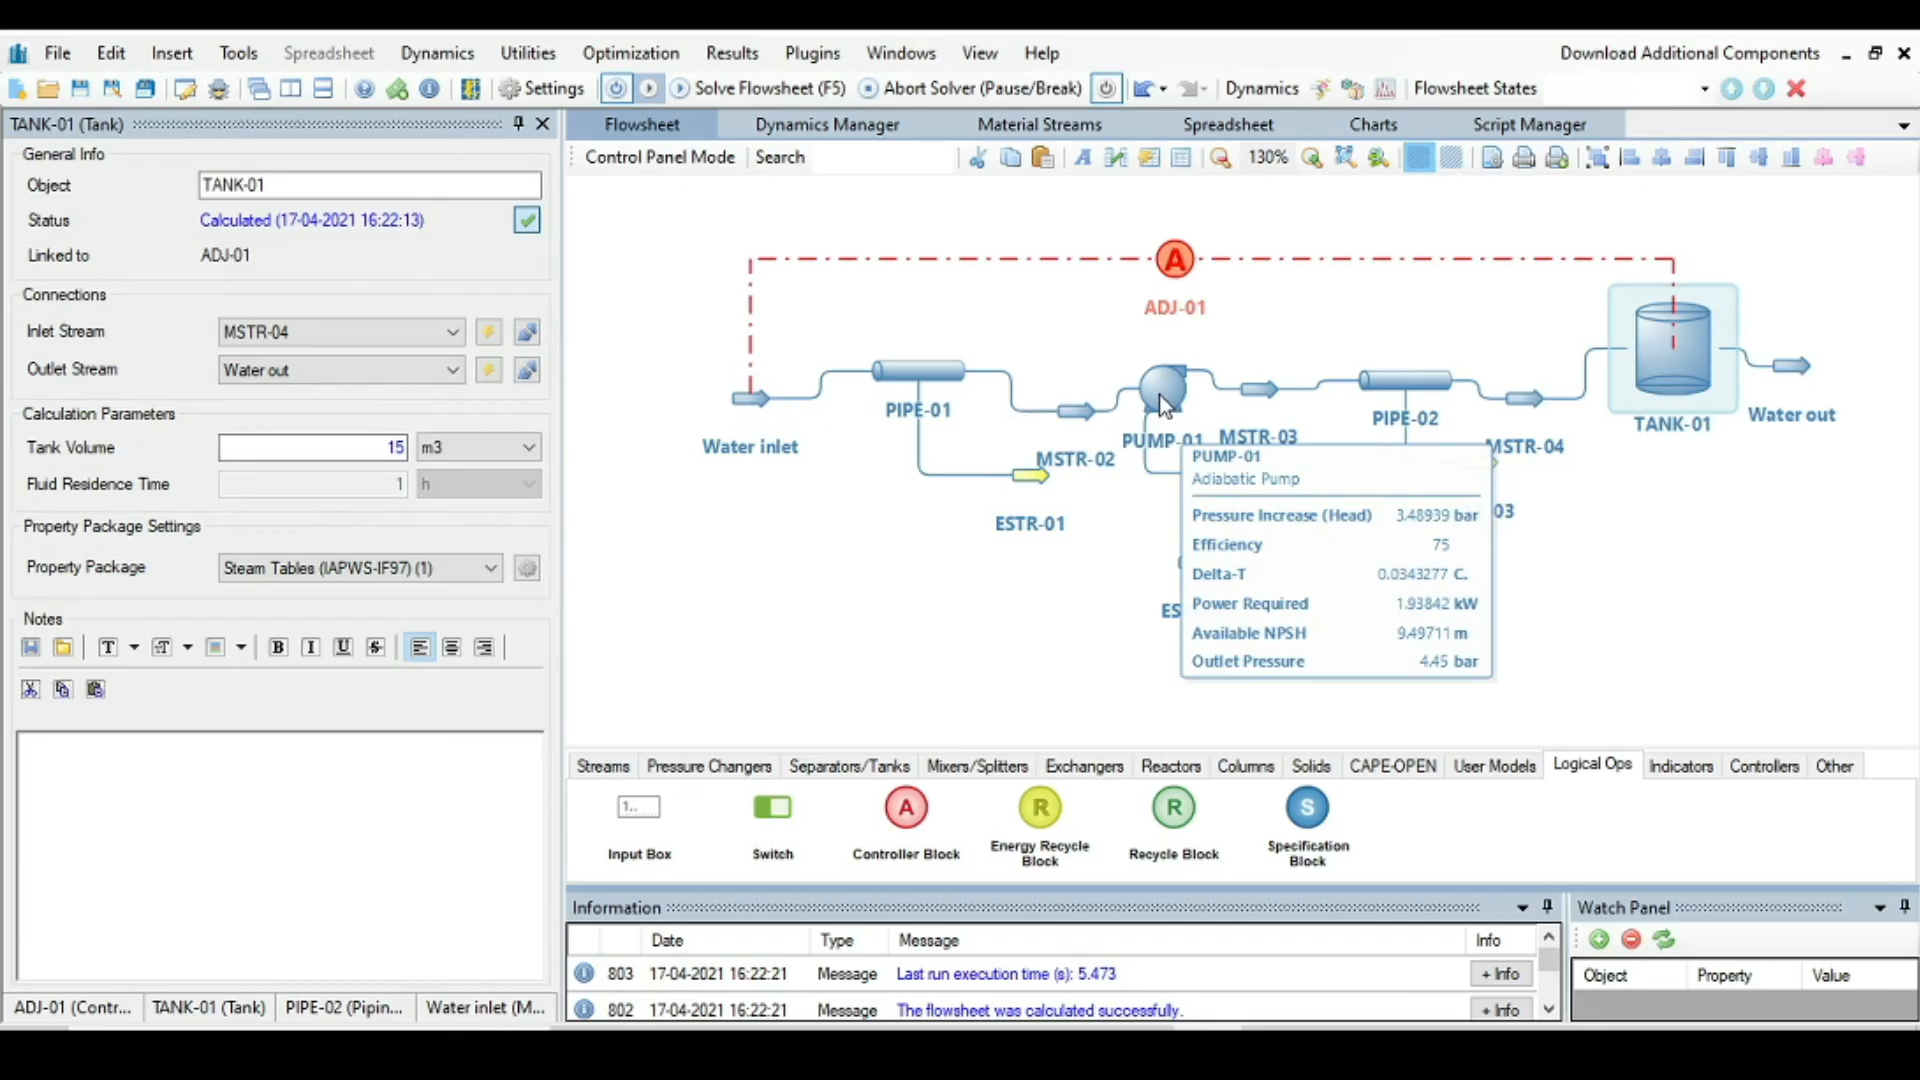 File Edit Insert Tools Spreadsheet Dynamics Utilities Optimization Results Plugins Windows View Help Download Additional Components
Settings Solve Flowsheet (F5) Abort Solver (Pause/Break) Dynamics Flowsheet States
TANK-01 (Tank)
General Info
Object TANK-01
Status Calculated (17-04-2021 16:22:13)
Linked to ADJ-01
Connections
Inlet Stream MSTR-04
Outlet Stream Water out
Calculation Parameters
Tank Volume 15 m3
Fluid Residence Time 1 h
Property Package Settings
Property Package Steam Tables (IAPWS-IF97) (1)
Notes
T T B I U S
ADJ-01 (Contr... TANK-01 (Tank) PIPE-02 (Pipin... Water inlet (M...
Flowsheet Dynamics Manager Material Streams Spreadsheet Charts Script Manager
Control Panel Mode Search A 130%
A
ADJ-01
Water inlet
PIPE-01
MSTR-02
ESTR-01
PUMP-01
MSTR-03
PIPE-02
MSTR-04
TANK-01
Water out
03
ES
PUMP-01
Adiabatic Pump
Pressure Increase (Head) 3.48939 bar
Efficiency 75
Delta-T 0.0343277 C.
Power Required 1.93842 kW
Available NPSH 9.49711 m
Outlet Pressure 4.45 bar
Streams Pressure Changers Separators/Tanks Mixers/Splitters Exchangers Reactors Columns Solids CAPE-OPEN User Models Logical Ops Indicators Controllers Other
1.. A R R S
Input Box
Switch
Controller Block
Energy Recycle
Block
Recycle Block
Specification
Block
Information
Date Type Message Info
803 17-04-2021 16:22:21 Message Last run execution time (s): 5.473 + Info
802 17-04-2021 16:22:21 Message The flowsheet was calculated successfully. + Info
Watch Panel
Object Property Value